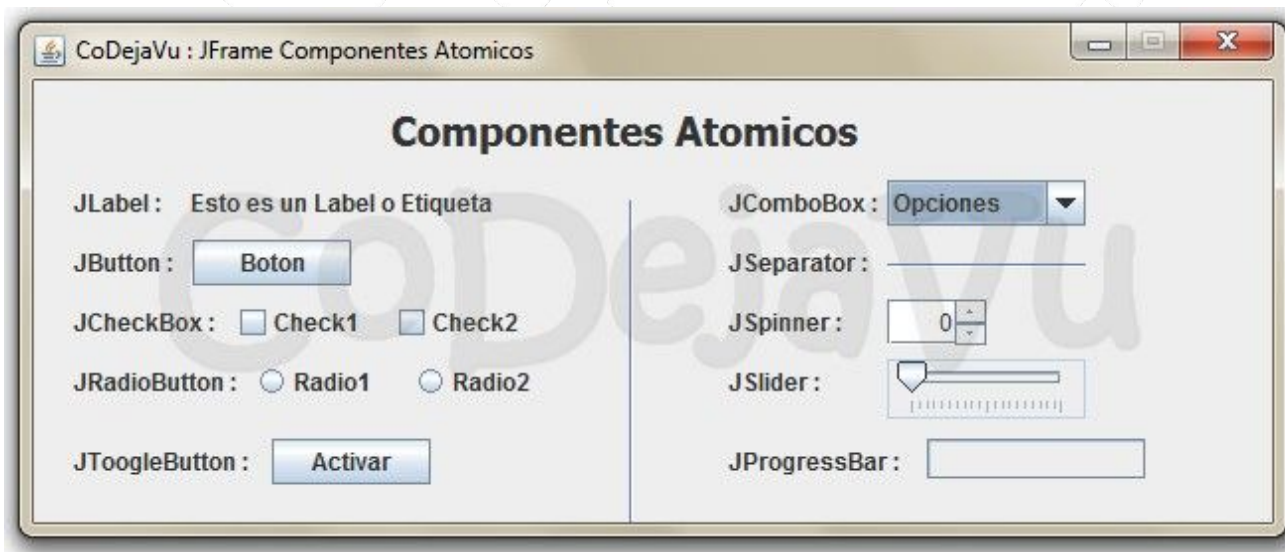 CoDejaVu : JFrame Componentes Atomicos
Componentes Atomicos
JLabel : Esto es un Label o Etiqueta
JButton : Boton
JCheckBox : Check1 Check2
JRadioButton : Radio1 Radio2
JToogleButton : Activar
JComboBox : Opciones
JSeparator :
JSpinner : 0
JSlider :
JProgressBar :
CoDejaVu